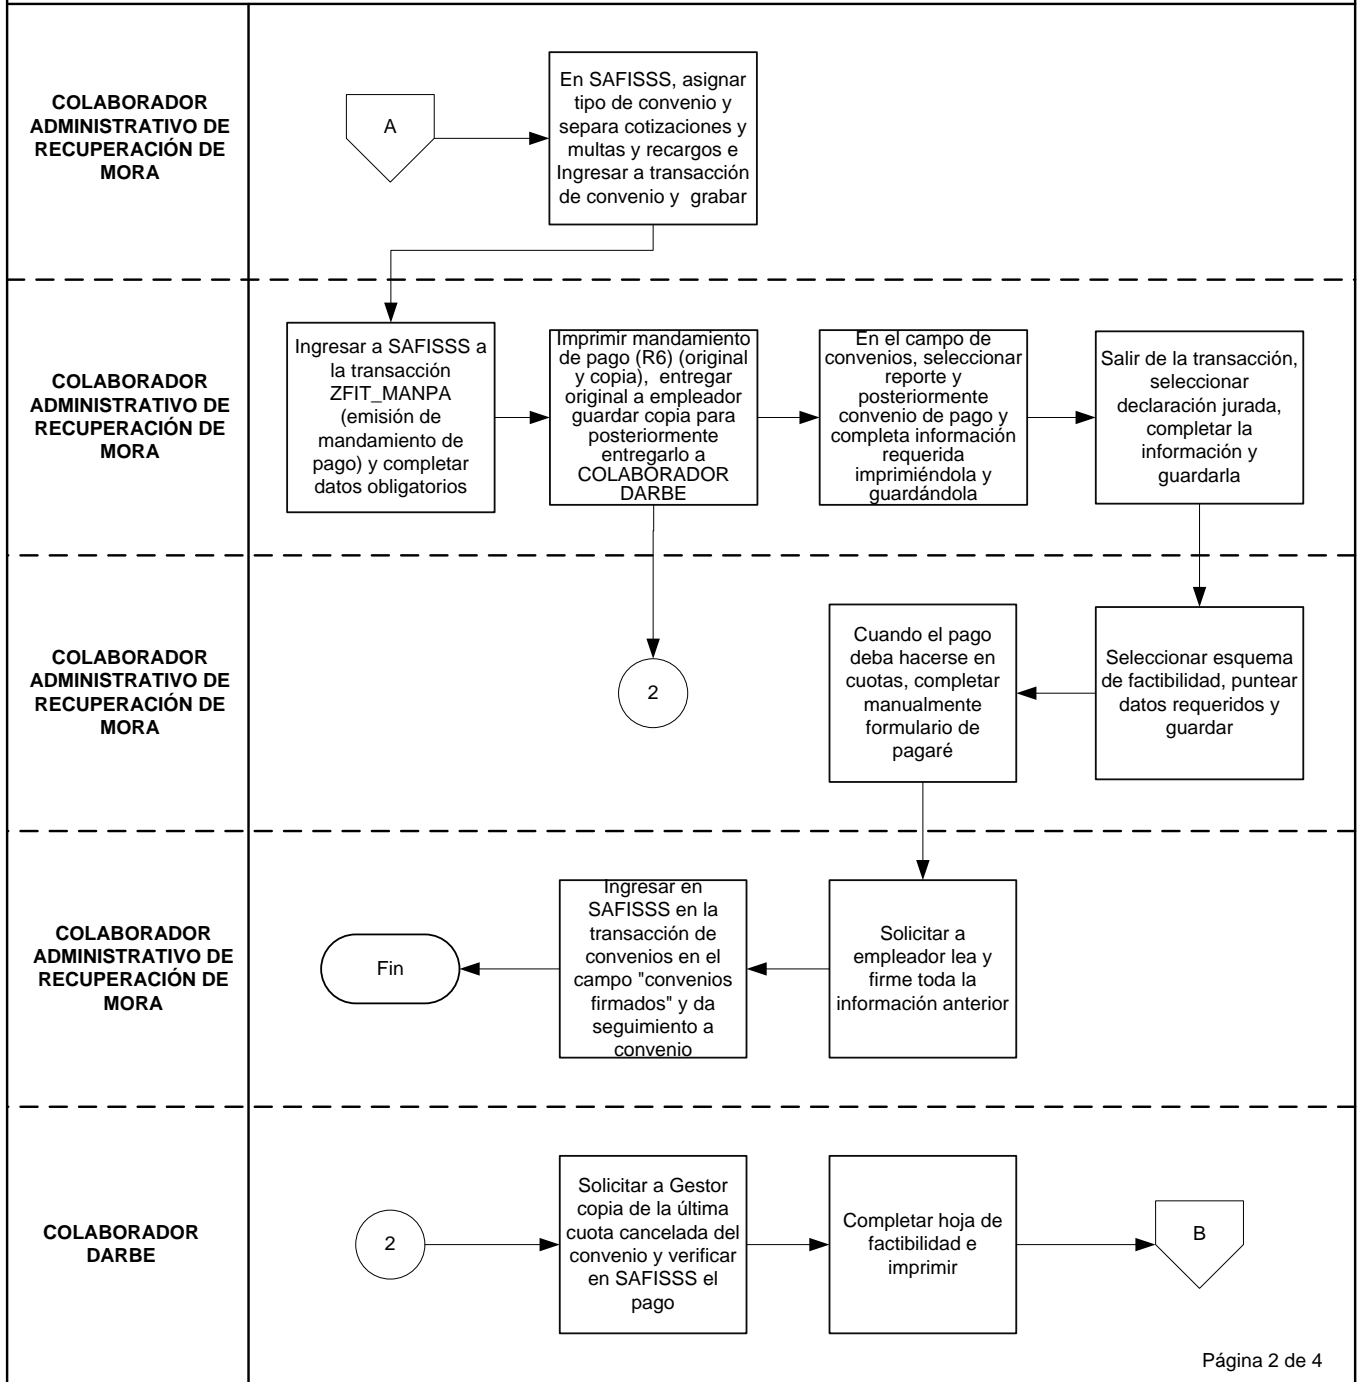 COLABORADOR
ADMINISTRATIVO DE
RECUPERACIÓN DE
MORA
A
En SAFISSS, asignar
tipo de convenio y
separa cotizaciones y
multas y recargos e
Ingresar a transacción
de convenio y  grabar
COLABORADOR
ADMINISTRATIVO DE
RECUPERACIÓN DE
MORA
Ingresar a SAFISSS a
la transacción
ZFIT_MANPA
(emisión de
mandamiento de
pago) y completar
datos obligatorios
Imprimir mandamiento
de pago (R6) (original
y copia),  entregar
original a empleador
guardar copia para
posteriormente
entregarlo a
COLABORADOR
DARBE
En el campo de
convenios, seleccionar
reporte y
posteriormente
convenio de pago y
completa información
requerida
imprimiéndola y
guardándola
Salir de la transacción,
seleccionar
declaración jurada,
completar la
información y
guardarla
COLABORADOR
ADMINISTRATIVO DE
RECUPERACIÓN DE
MORA
2
Cuando el pago
deba hacerse en
cuotas, completar
manualmente
formulario de
pagaré
Seleccionar esquema
de factibilidad, puntear
datos requeridos y
guardar
COLABORADOR
ADMINISTRATIVO DE
RECUPERACIÓN DE
MORA
Fin
Ingresar en
SAFISSS en la
transacción de
convenios en el
campo "convenios
firmados" y da
seguimiento a
convenio
Solicitar a
empleador lea y
firme toda la
información anterior
COLABORADOR
DARBE
2
Solicitar a Gestor
copia de la última
cuota cancelada del
convenio y verificar
en SAFISSS el
pago
Completar hoja de
factibilidad e
imprimir
B
Página 2 de 4